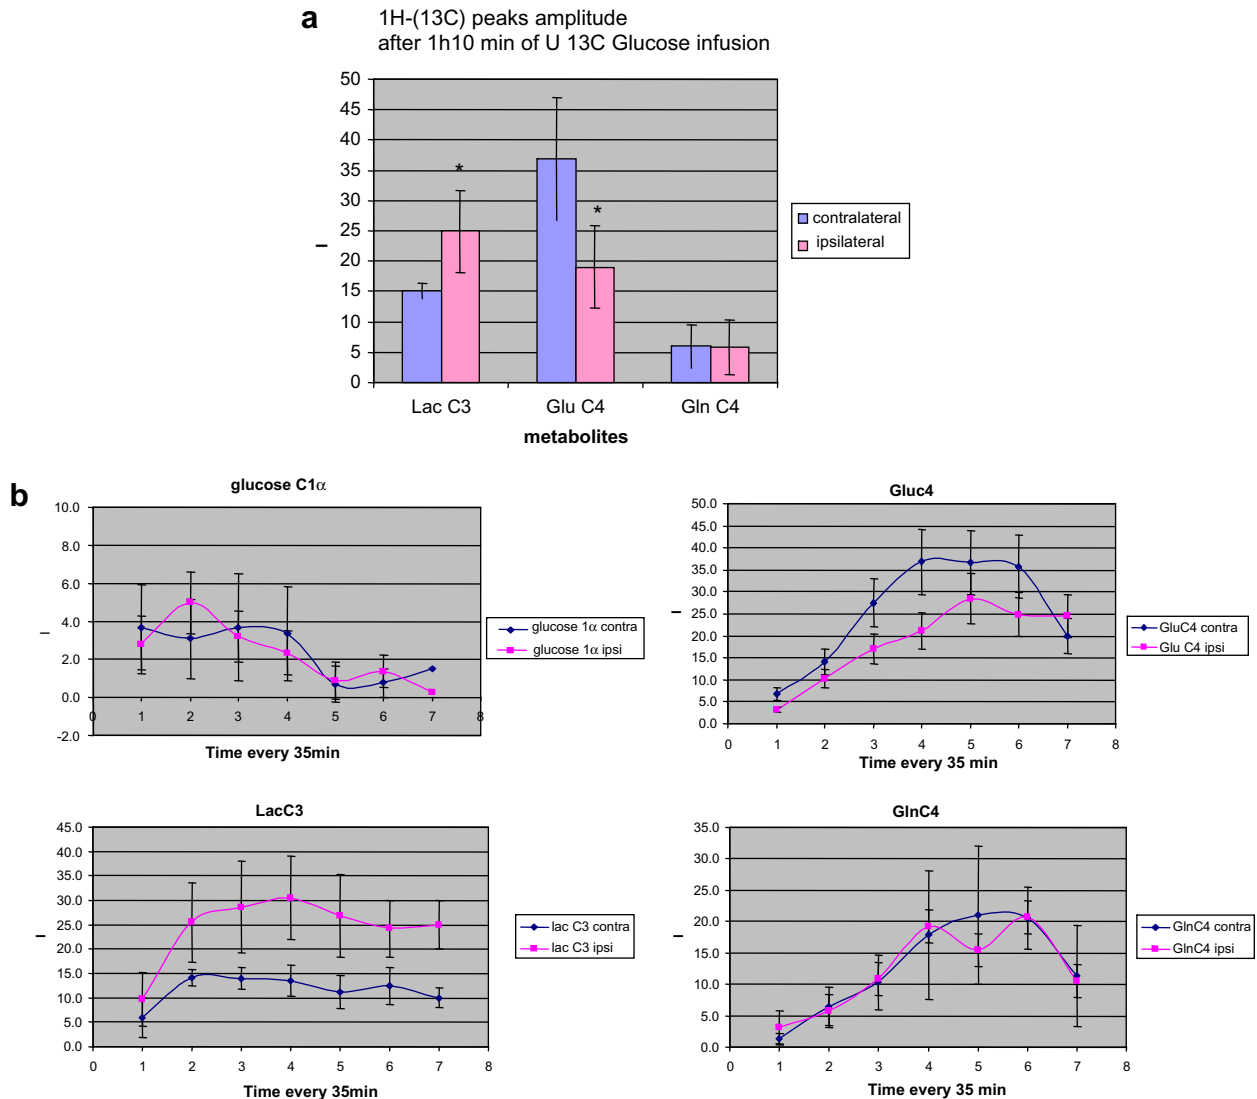 a
1H-(13C) peaks amplitude
after 1h10 min of U 13C Glucose infusion
50
45
40
35
30
25
20
15
10
5
0
I
*
*
Lac C3 Glu C4 Gln C4
metabolites
contralateral
ipsilateral
b
glucose C1α
10.0
8.0
6.0
4.0
2.0
0.0
-2.0
I
0 1 2 3 4 5 6 7 8
Time every 35min
glucose 1α contra
glucose 1α ipsi
Gluc4
50.0
45.0
40.0
35.0
30.0
25.0
20.0
15.0
10.0
5.0
0.0
I
0 1 2 3 4 5 6 7 8
Time every 35 min
GluC4 contra
Glu C4 ipsi
LacC3
45.0
40.0
35.0
30.0
25.0
20.0
15.0
10.0
5.0
0.0
I
0 1 2 3 4 5 6 7 8
Time every 35min
lac C3 contra
lac C3 ipsi
GlnC4
35.0
30.0
25.0
20.0
15.0
10.0
5.0
0.0
I
0 1 2 3 4 5 6 7 8
Time every 35 min
GlnC4 contra
GlnC4 ipsi